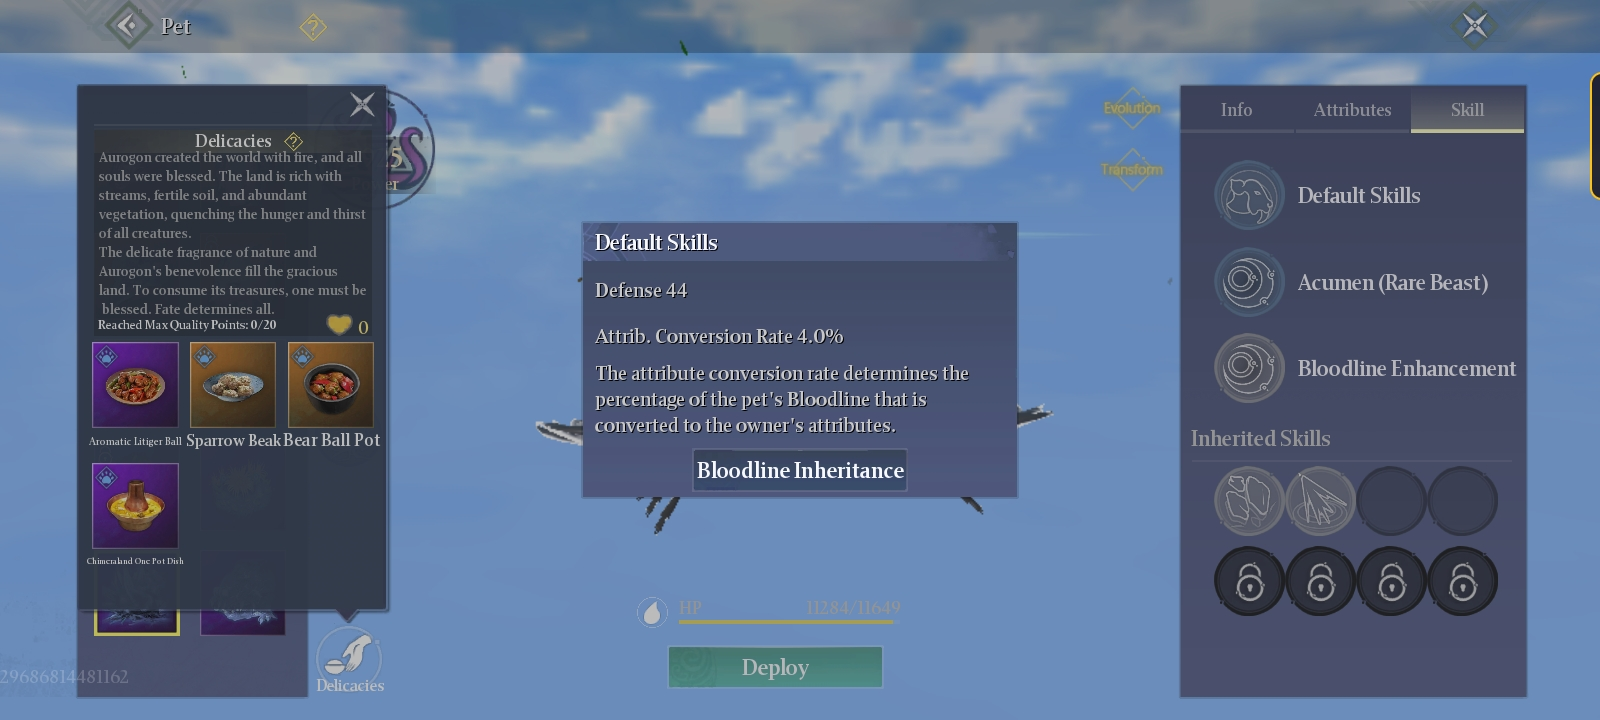 Pet
?
Delicacies ?
Aurogon created the world with fire, and all
souls were blessed. The land is rich with
streams, fertile soil, and abundant
vegetation, quenching the hunger and thirst
of all creatures.
The delicate fragrance of nature and
Aurogon's benevolence fill the gracious
land. To consume its treasures, one must be
blessed. Fate determines all.
Reached Max Quality Points: 0/20
0
Aromatic Litiger Ball
Sparrow Beak
Bear Ball Pot
Chimeraland One Pot Dish
Delicacies
29686814481162
Evolution
Transform
Default Skills
Defense 44
Attrib. Conversion Rate 4.0%
The attribute conversion rate determines the
percentage of the pet's Bloodline that is
converted to the owner's attributes.
Bloodline Inheritance
HP 11284/11649
Deploy
Info Attributes Skill
Default Skills
Acumen (Rare Beast)
Bloodline Enhancement
Inherited Skills